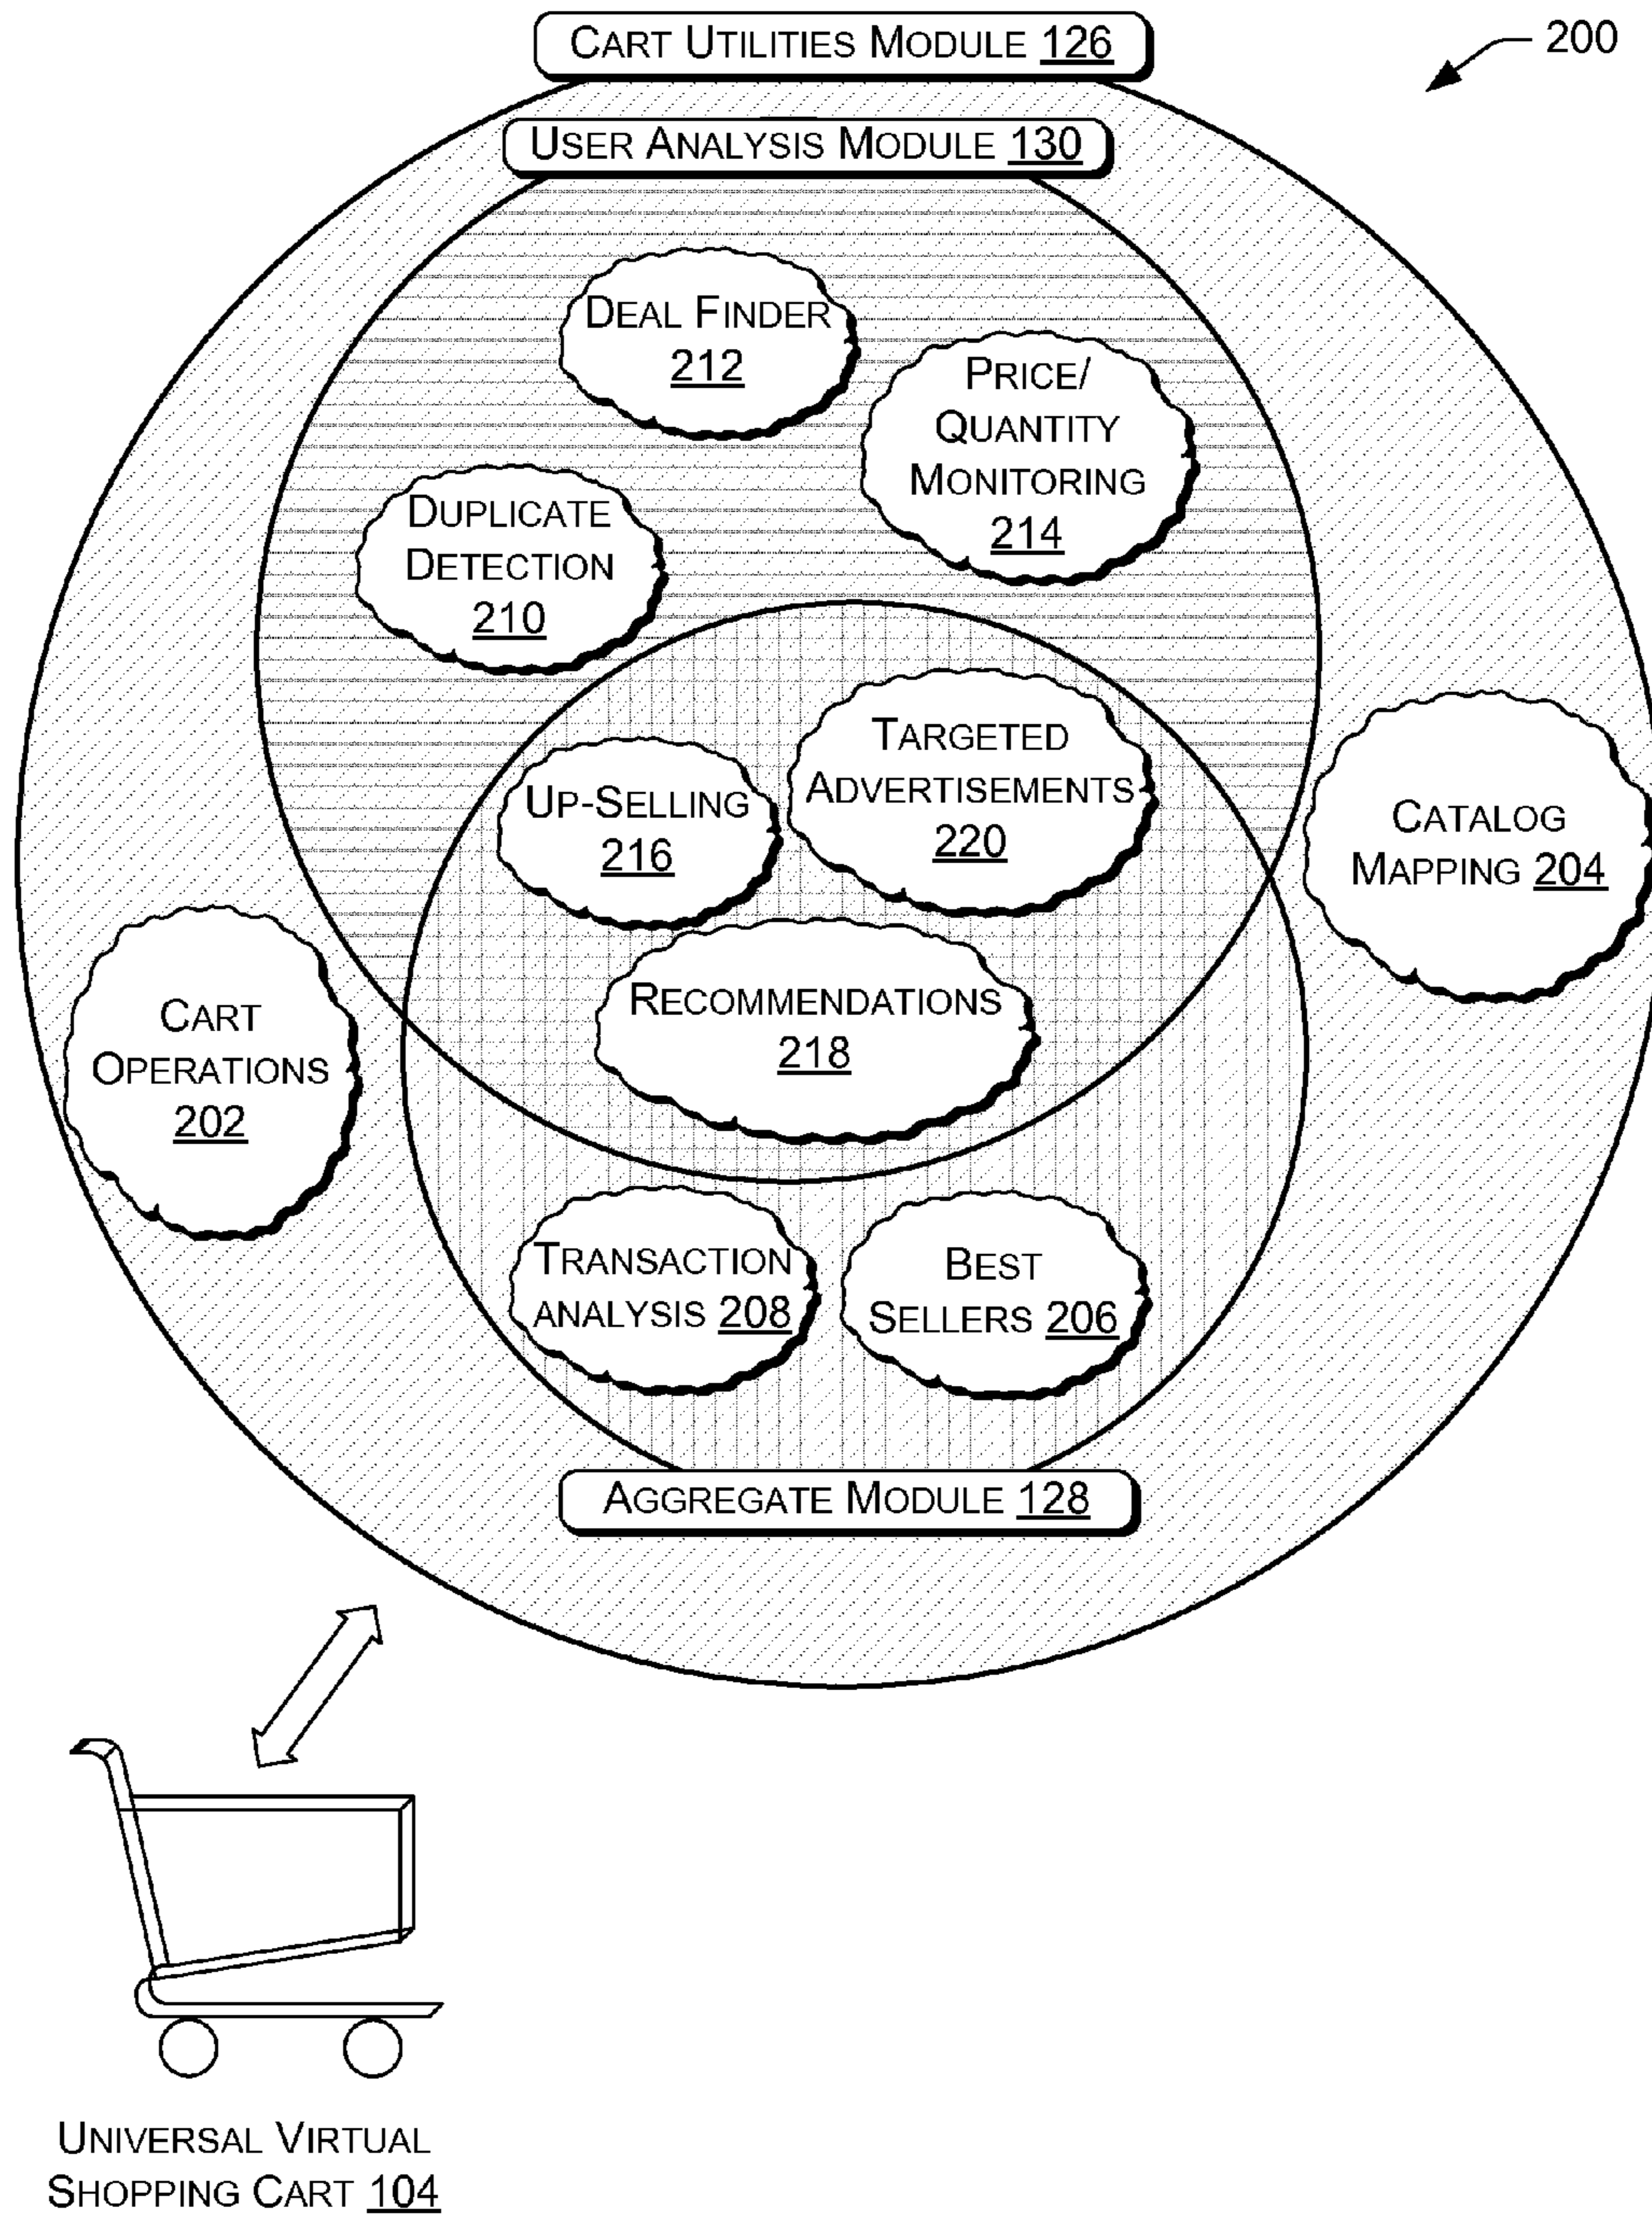 CART UTILITIES MODULE 126
200
USER ANALYSIS MODULE 130
DEAL FINDER
212
PRICE/
QUANTITY
MONITORING
214
DUPLICATE
DETECTION
210
TARGETED
ADVERTISEMENTS
220
UP-SELLING
216
CATALOG
MAPPING 204
RECOMMENDATIONS
218
CART
OPERATIONS
202
TRANSACTION
ANALYSIS 208
BEST
SELLERS 206
AGGREGATE MODULE 128
UNIVERSAL VIRTUAL
SHOPPING CART 104